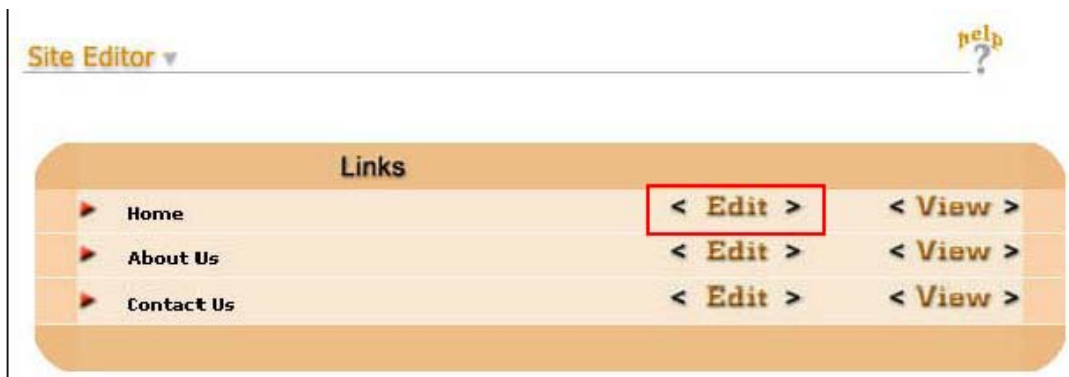 help
Site Editor
?
Links
Home < Edit > < View >
About Us < Edit > < View >
Contact Us < Edit > < View >